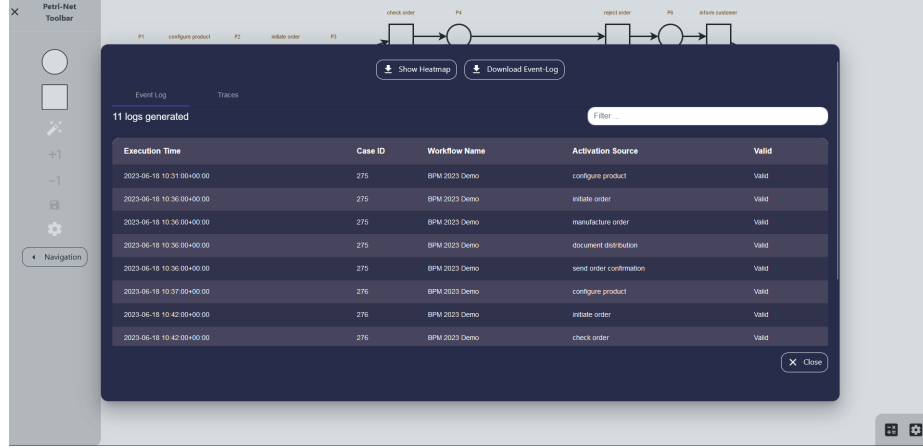 Petri-Net
Toolbar
check order P4 reject order P6 inform customer
P1 configure product P2 initiate order P3
Show Heatmap Download Event-Log
Event Log Traces
11 logs generated
Filter ...
Execution Time Case ID Workflow Name Activation Source Valid
2023-06-18 10:31:00+00:00 275 BPM 2023 Demo configure product Valid
2023-06-18 10:36:00+00:00 275 BPM 2023 Demo initiate order Valid
2023-06-18 10:36:00+00:00 275 BPM 2023 Demo manufacture order Valid
2023-06-18 10:36:00+00:00 275 BPM 2023 Demo document distribution Valid
2023-06-18 10:36:00+00:00 275 BPM 2023 Demo send order confirmation Valid
2023-06-18 10:37:00+00:00 276 BPM 2023 Demo configure product Valid
2023-06-18 10:42:00+00:00 276 BPM 2023 Demo initiate order Valid
2023-06-18 10:42:00+00:00 276 BPM 2023 Demo check order Valid
+1
−1
Navigation
Close